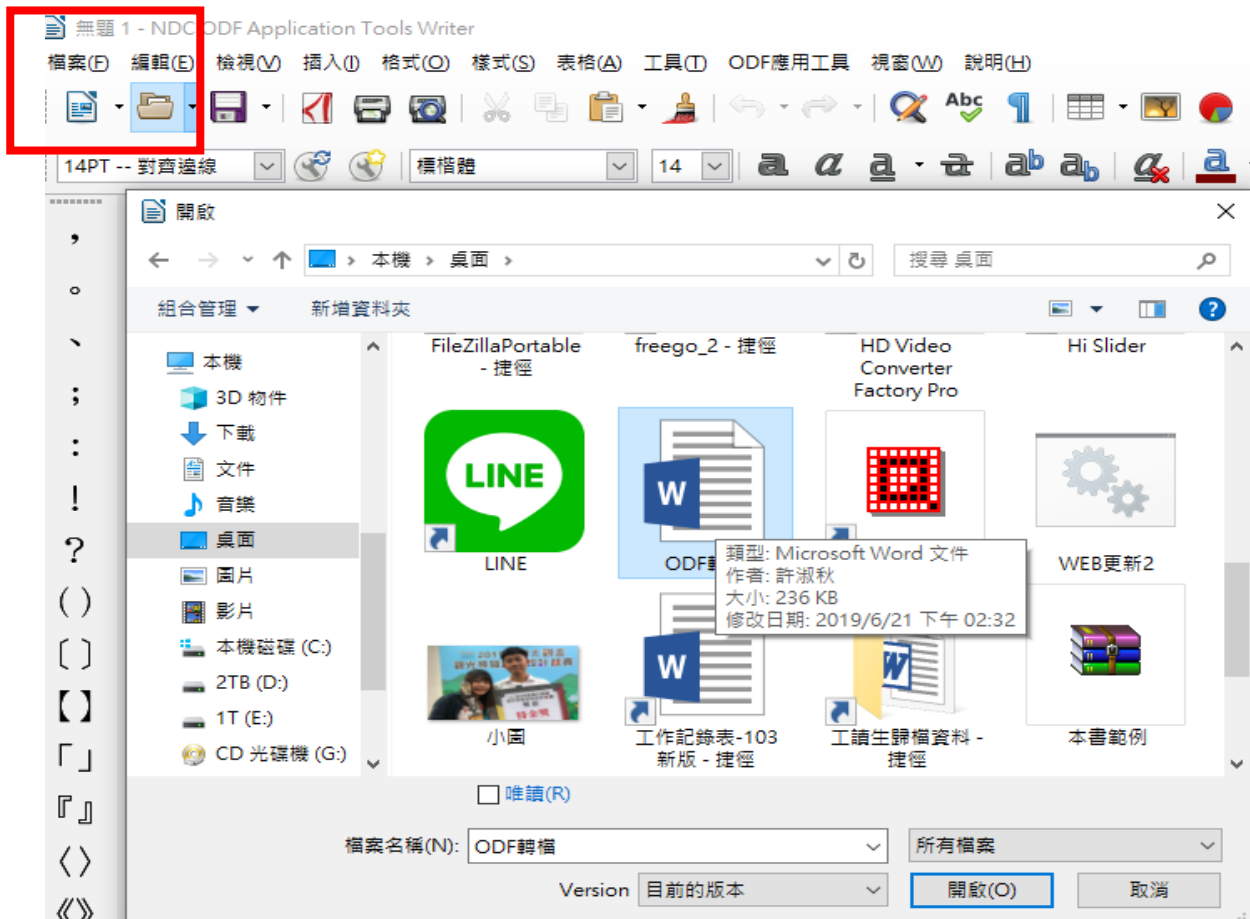 無題 1 - NDC ODF Application Tools Writer
檔案(F) 編輯(E) 檢視(V) 插入(I) 格式(O) 樣式(S) 表格(A) 工具(T) ODF應用工具 視窗(W) 說明(H)
Abc
14PT -- 對齊邊線 標楷體 14 a a a a ab ab a a
開啟
本機 › 桌面 ›
搜尋 桌面
組合管理 新增資料夾
，
。
、
；
：
！
？
( )
〔 〕
【 】
「 」
『 』
〈 〉
《 》
本機
3D 物件
下載
文件
音樂
桌面
圖片
影片
本機磁碟 (C:)
2TB (D:)
1T (E:)
CD 光碟機 (G:)
FileZillaPortable
- 捷徑
freego_2 - 捷徑
HD Video
Converter
Factory Pro
Hi Slider
LINE
LINE
W
ODF
類型: Microsoft Word 文件
作者: 許淑秋
大小: 236 KB
修改日期: 2019/6/21 下午 02:32
WEB更新2
小圖
W
工作記錄表-103
新版 - 捷徑
W
工讀生歸檔資料 -
捷徑
本書範例
唯讀(R)
檔案名稱(N): ODF轉檔 所有檔案
Version 目前的版本 開啟(O) 取消